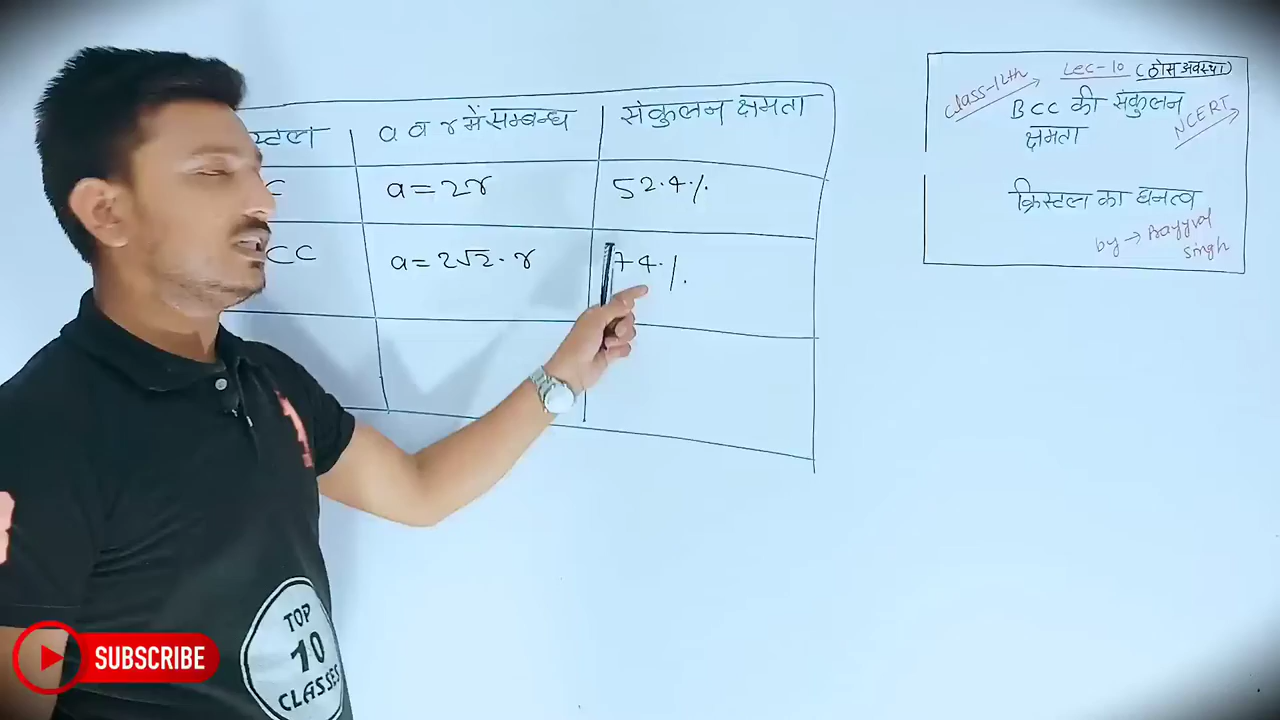 स्टल
a व r में सम्बन्ध
संकुलन क्षमता
C
a = 2r
52.4%
CC
a = 2√2 · r
74%
Class-12th
Lec-10 (ठोस अवस्था)
BCC की संकुलन
क्षमता
NCERT
क्रिस्टल का घनत्व
by →
Singh
TOP
10
CLASSES
SUBSCRIBE